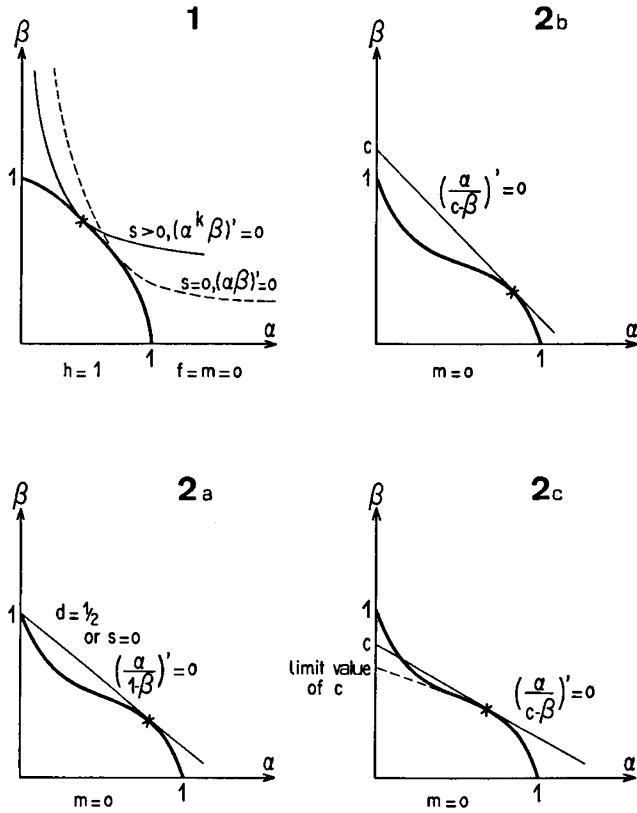 1
β
1
s>0,(α^k β)'=0
s=0,(αβ)'=0
α
1
h=1 f=m=0
2b
β
c
1
(α/c-β)'=0
α
1
m=0
2a
β
1
d=1/2
or s=0
(α/1-β)'=0
α
1
m=0
2c
β
1
c
limit value
of c
(α/c-β)'=0
α
1
m=0